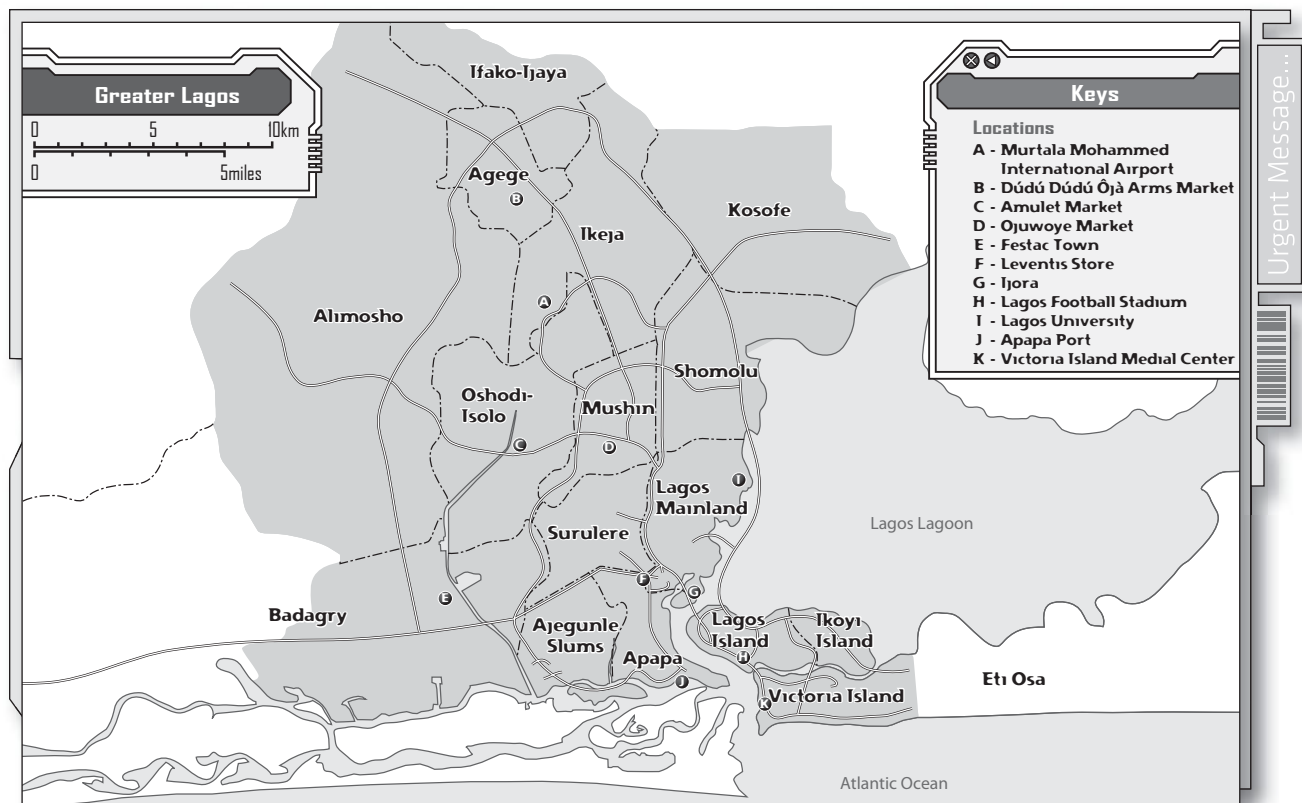 Greater Lagos
0 5 10km
0 5miles
Keys
Locations
A - Murtala Mohammed
International Airport
B - Dúdú Dúdú Ôjà Arms Market
C - Amulet Market
D - Ojuwoye Market
E - Festac Town
F - Leventis Store
G - Ijora
H - Lagos Football Stadium
I - Lagos University
J - Apapa Port
K - Victoria Island Medial Center
Urgent Message...
Ifako-Ijaya
Agege
B
Ikeja
Kosofe
A
Alimosho
Shomolu
Oshodi-
Isolo
Mushin
C
D
Lagos
Mainland
I
Surulere
Lagos Lagoon
F
G
E
Badagry
Ajegunle
Slums
Lagos
Island
Ikoyi
Island
H
Apapa
J
Eti Osa
K
Victoria Island
Atlantic Ocean